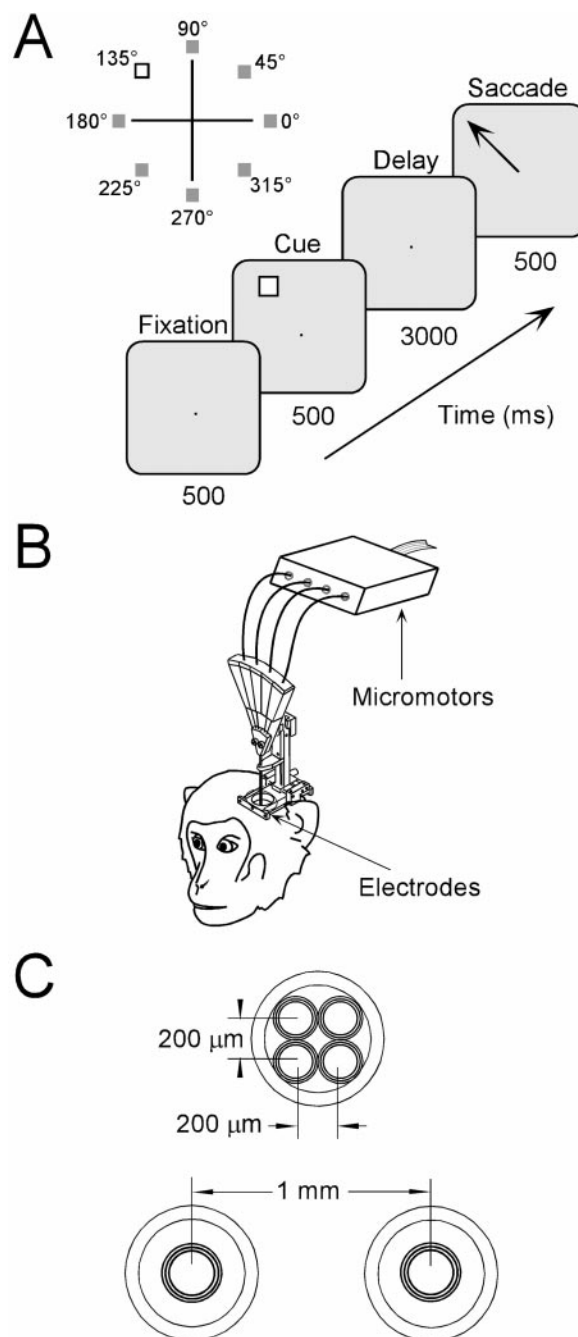 A
90°
135°
45°
180°
0°
225°
315°
270°
Saccade
Delay
Cue
Fixation
500
3000
500
500
Time (ms)
B
Micromotors
Electrodes
C
200 μm
200 μm
1 mm